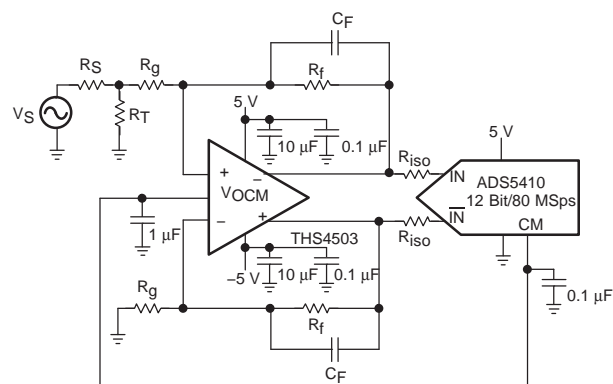 CF
RS
Rg
Rf
VS
RT
5 V
10 µF
0.1 µF
5 V
Riso
IN
ADS5410
12 Bit/80 MSps
IN
CM
+
−
VOCM
−
+
1 µF
THS4503
Riso
−5 V
10 µF
0.1 µF
0.1 µF
Rg
Rf
CF